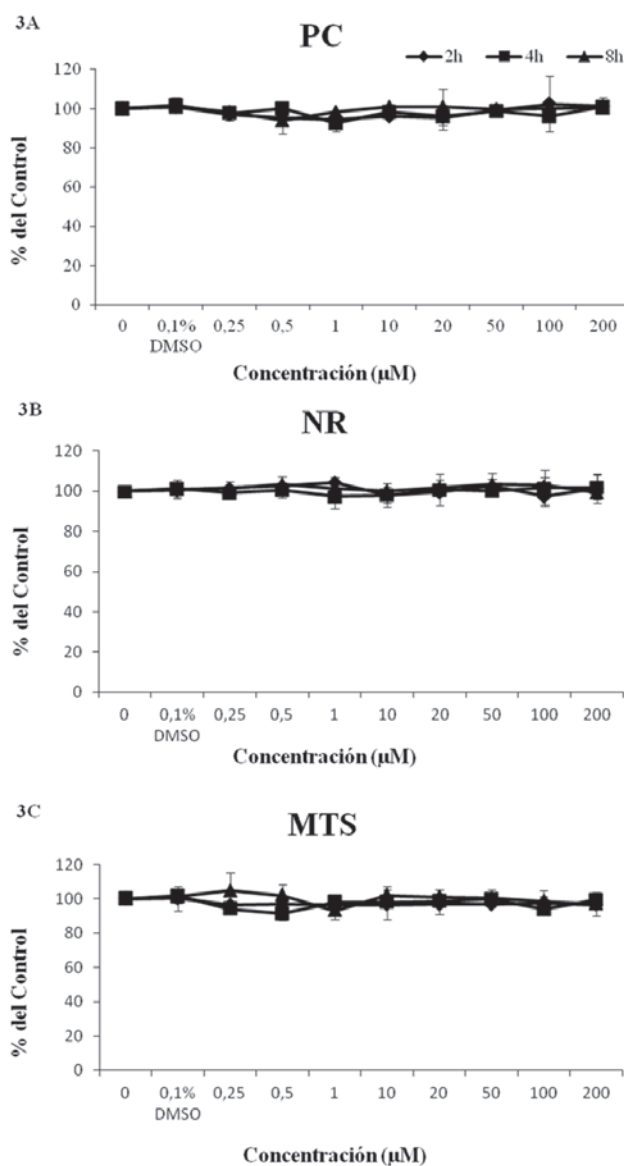 3A
PC
2h 4h 8h
% del Control
120
100
80
60
40
20
0
0 0,1% DMSO 0,25 0,5 1 10 20 50 100 200
Concentración (µM)
3B
NR
% del Control
120
100
80
60
40
20
0
0 0,1% DMSO 0,25 0,5 1 10 20 50 100 200
Concentración (µM)
3C
MTS
% del Control
120
100
80
60
40
20
0
0 0,1% DMSO 0,25 0,5 1 10 20 50 100 200
Concentración (µM)